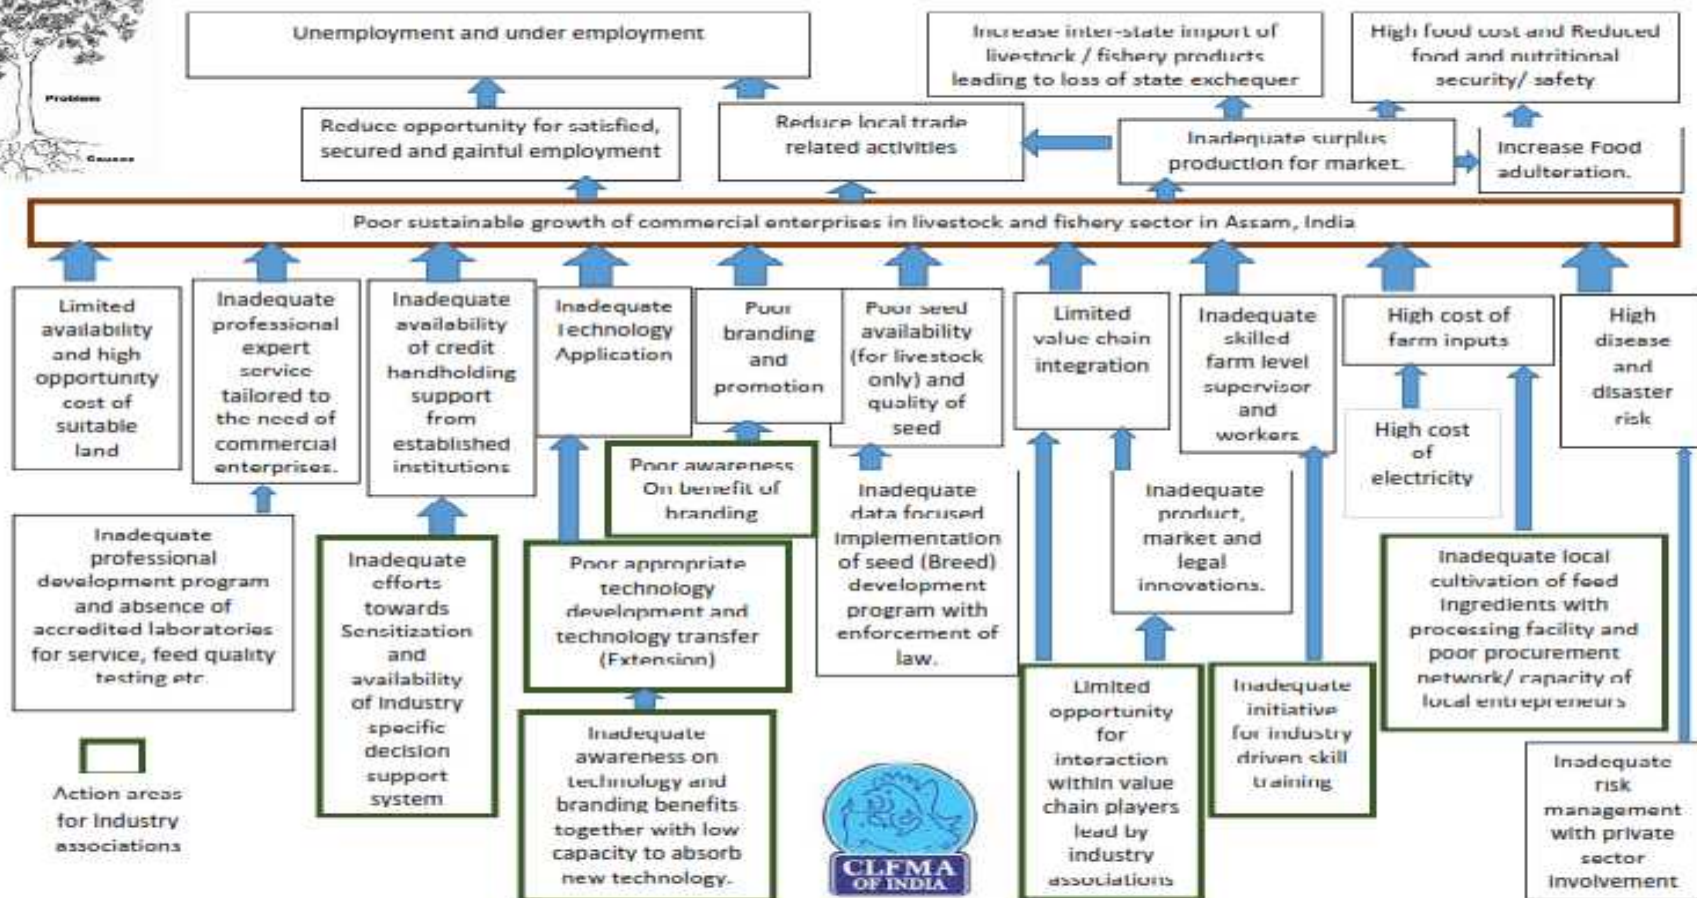 Problem
Causes
Unemployment and under employment
Increase inter-state import of
livestock / fishery products
leading to loss of state exchequer
High food cost and Reduced
food and nutritional
security/ safety
Reduce opportunity for satisfied,
secured and gainful employment
Reduce local trade
related activities
Inadequate surplus
production for market.
Increase Food
adulteration.
Poor sustainable growth of commercial enterprises in livestock and fishery sector in Assam, India
Limited
availability
and high
opportunity
cost of
suitable
land
Inadequate
professional
expert
service
tailored to
the need of
commercial
enterprises.
Inadequate
availability
of credit
handholding
support
from
established
institutions
Inadequate
Technology
Application
Poor
branding
and
promotion
Poor seed
availability
(for livestock
only) and
quality of
seed
Limited
value chain
integration
Inadequate
skilled
farm level
supervisor
and
workers
High cost of
farm inputs
High
disease
and
disaster
risk
High cost
of
electricity
Poor awareness
On benefit of
branding
Inadequate
data focused
Implementation
of seed (Breed)
development
program with
enforcement of
law.
Inadequate
product,
market and
legal
innovations.
Inadequate
professional
development program
and absence of
accredited laboratories
for service, feed quality
testing etc.
Inadequate
efforts
towards
Sensitization
and
availability
of Industry
specific
decision
support
system
Poor appropriate
technology
development and
technology transfer
(Extension)
Inadequate local
cultivation of feed
Ingredients with
processing facility and
poor procurement
network/ capacity of
local entrepreneurs
Limited
opportunity
for
interaction
within value
chain players
lead by
industry
associations
Inadequate
initiative
for industry
driven skill
training
Inadequate
awareness on
technology and
branding benefits
together with low
capacity to absorb
new technology.
Inadequate
risk
management
with private
sector
Involvement
Action areas
for Industry
associations
CLFMA
OF INDIA